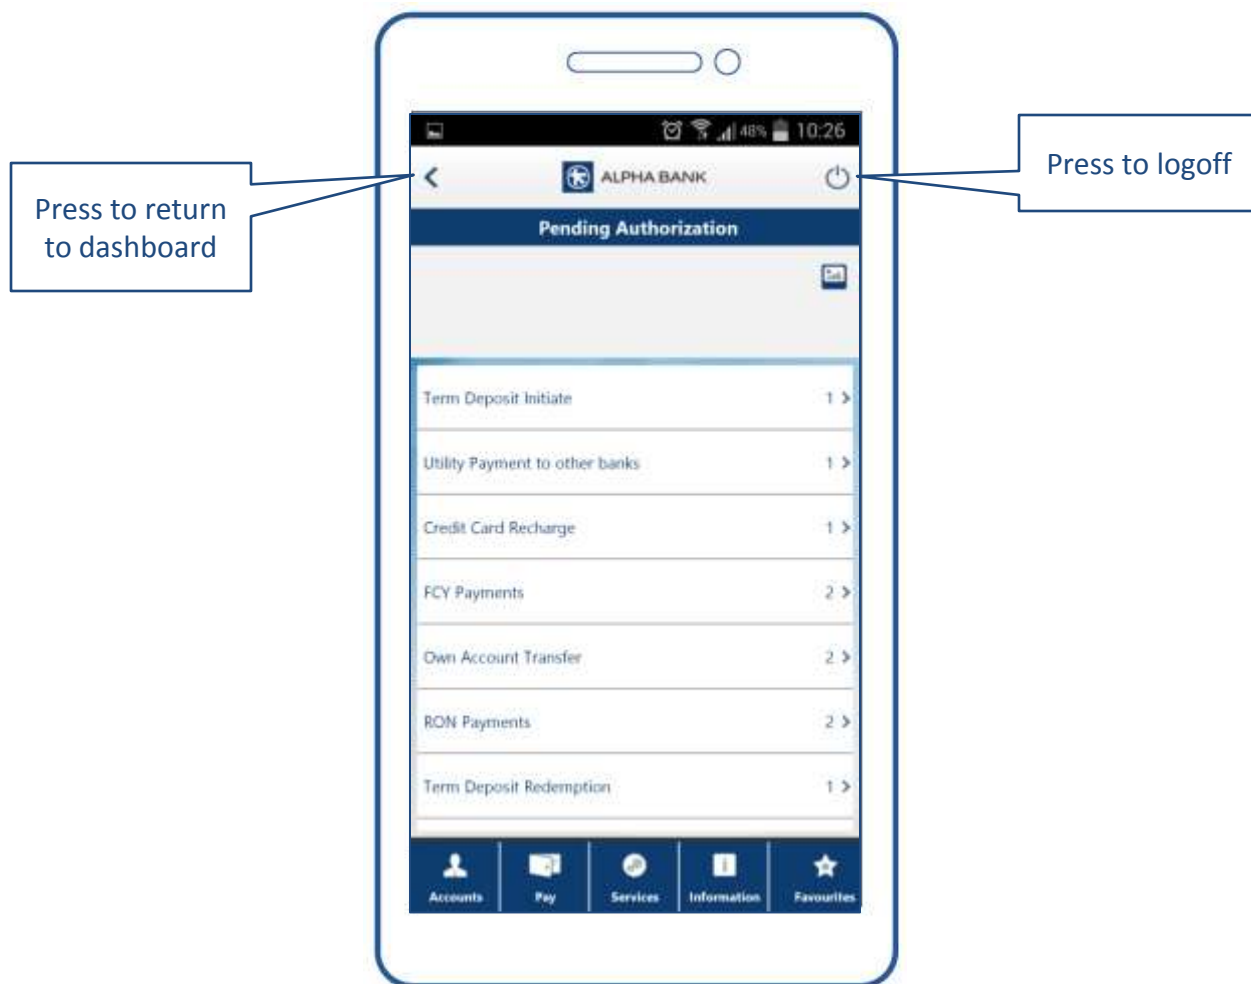 48% 10:26
ALPHA BANK
Press to logoff
Press to return
to dashboard
Pending Authorization
Term Deposit Initiate 1
Utility Payment to other banks 1
Credit Card Recharge 1
FCY Payments 2
Own Account Transfer 2
RON Payments 2
Term Deposit Redemption 1
Accounts Pay Services Information Favourites